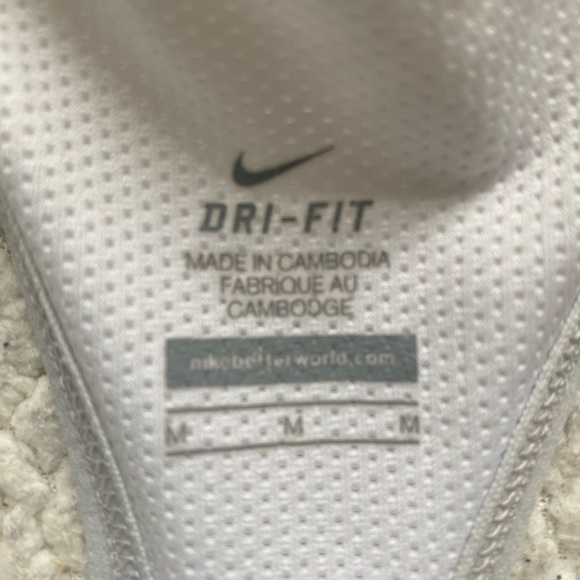 DRI-FIT
MADE IN CAMBODIA
FABRIQUE AU
CAMBODGE
nikebetterworld.com
M M M